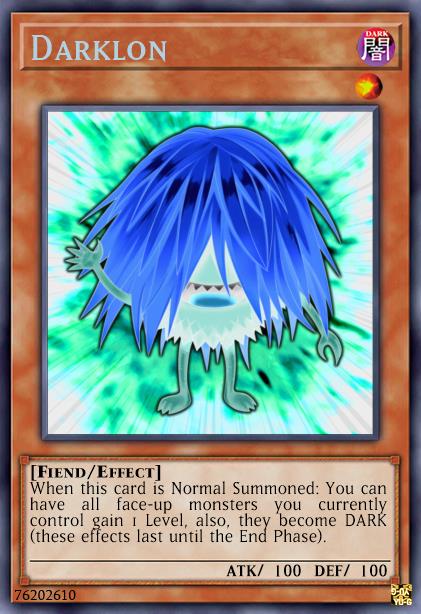 DARKLON
DARK
闇
[FIEND/EFFECT]
When this card is Normal Summoned: You can
have all face-up monsters you currently
control gain 1 Level, also, they become DARK
(these effects last until the End Phase).
ATK/ 100 DEF/ 100
76202610